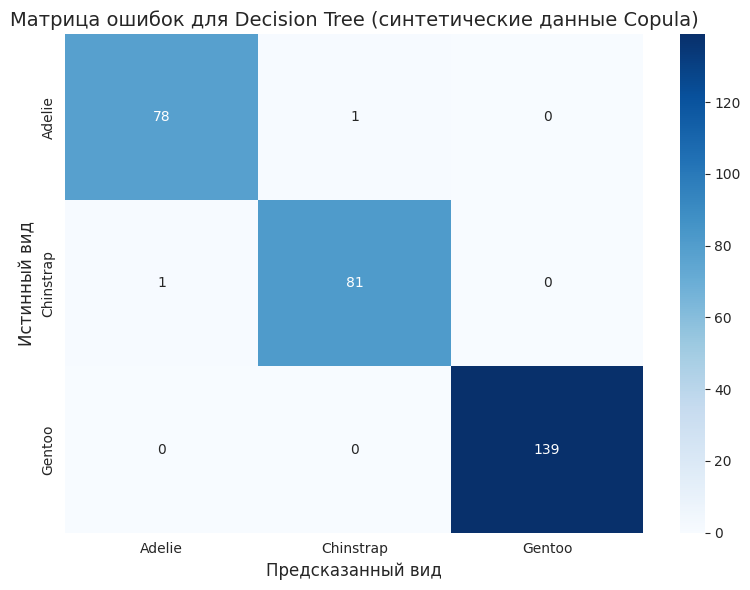 Матрица ошибок для Decision Tree (синтетические данные Copula)
Истинный вид
Adelie
Chinstrap
Gentoo
78 1 0
1 81 0
0 0 139
Adelie Chinstrap Gentoo
Предсказанный вид
120
100
80
60
40
20
0